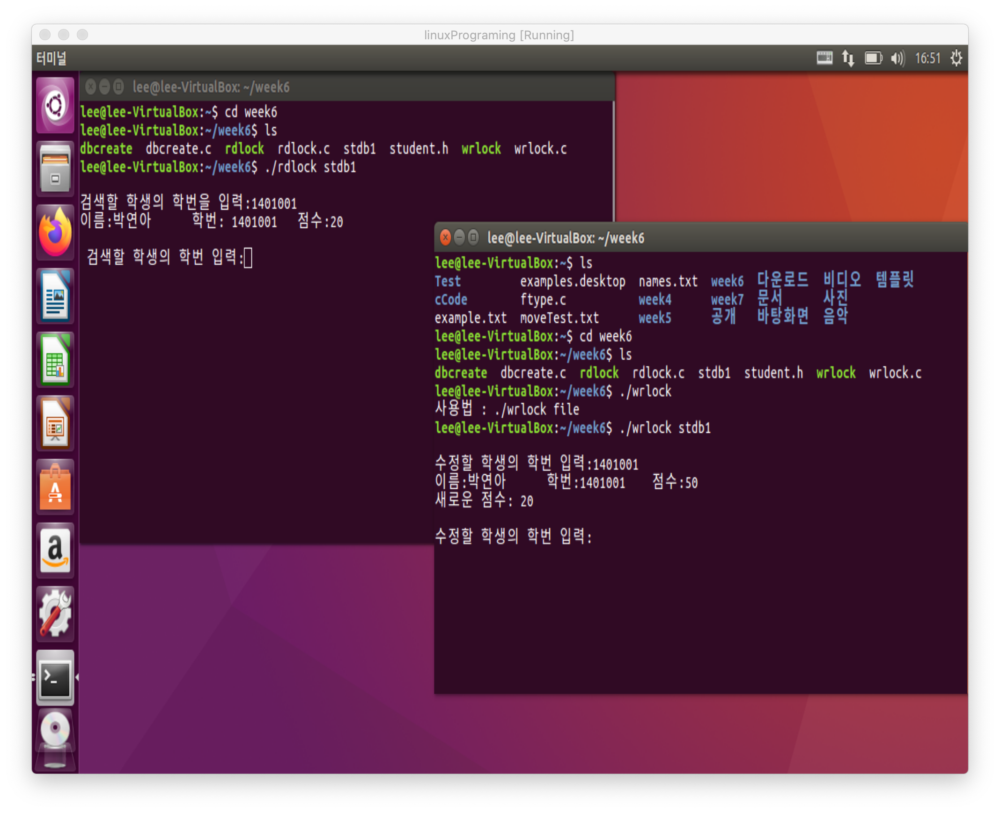 linuxPrograming [Running]
터미널
16:51
lee@lee-VirtualBox: ~/week6
lee@lee-VirtualBox:~$ cd week6
lee@lee-VirtualBox:~/week6$ ls
dbcreate dbcreate.c rdlock rdlock.c stdb1 student.h wrlock wrlock.c
lee@lee-VirtualBox:~/week6$ ./rdlock stdb1
검색할 학생의 학번을 입력:1401001
이름:박연아 학번: 1401001 점수:20
검색할 학생의 학번 입력:
lee@lee-VirtualBox: ~/week6
lee@lee-VirtualBox:~$ ls
Test examples.desktop names.txt week6 다운로드 비디오 템플릿
cCode ftype.c week4 week7 문서 사진
example.txt moveTest.txt week5 공개 바탕화면 음악
lee@lee-VirtualBox:~$ cd week6
lee@lee-VirtualBox:~/week6$ ls
dbcreate dbcreate.c rdlock rdlock.c stdb1 student.h wrlock wrlock.c
lee@lee-VirtualBox:~/week6$ ./wrlock
사용법 : ./wrlock file
lee@lee-VirtualBox:~/week6$ ./wrlock stdb1
수정할 학생의 학번 입력:1401001
이름:박연아 학번:1401001 점수:50
새로운 점수: 20
수정할 학생의 학번 입력: